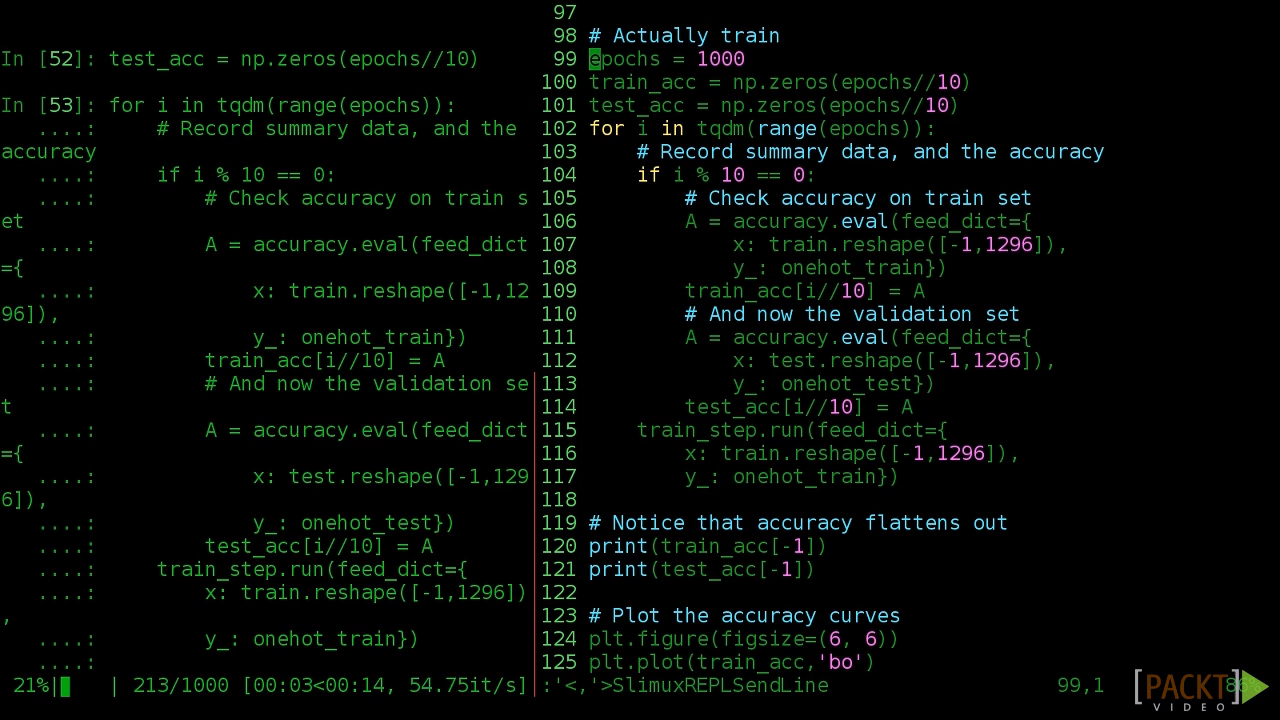 In [52]: test_acc = np.zeros(epochs//10)
In [53]: for i in tqdm(range(epochs)):
   ....:     # Record summary data, and the
accuracy
   ....:     if i % 10 == 0:
   ....:         # Check accuracy on train s
et
   ....:         A = accuracy.eval(feed_dict
={
   ....:             x: train.reshape([-1,12
96]),
   ....:             y_: onehot_train})
   ....:         train_acc[i//10] = A
   ....:         # And now the validation se
t
   ....:         A = accuracy.eval(feed_dict
={
   ....:             x: test.reshape([-1,129
6]),
   ....:             y_: onehot_test})
   ....:         test_acc[i//10] = A
   ....:     train_step.run(feed_dict={
   ....:         x: train.reshape([-1,1296])
,
   ....:         y_: onehot_train})
   ....:
21%|█   | 213/1000 [00:03<00:14, 54.75it/s]
97
98 # Actually train
99 epochs = 1000
100 train_acc = np.zeros(epochs//10)
101 test_acc = np.zeros(epochs//10)
102 for i in tqdm(range(epochs)):
103     # Record summary data, and the accuracy
104     if i % 10 == 0:
105         # Check accuracy on train set
106         A = accuracy.eval(feed_dict={
107             x: train.reshape([-1,1296]),
108             y_: onehot_train})
109         train_acc[i//10] = A
110         # And now the validation set
111         A = accuracy.eval(feed_dict={
112             x: test.reshape([-1,1296]),
113             y_: onehot_test})
114         test_acc[i//10] = A
115     train_step.run(feed_dict={
116         x: train.reshape([-1,1296]),
117         y_: onehot_train})
118
119 # Notice that accuracy flattens out
120 print(train_acc[-1])
121 print(test_acc[-1])
122
123 # Plot the accuracy curves
124 plt.figure(figsize=(6, 6))
125 plt.plot(train_acc,'bo')
:'<,'>SlimuxREPLSendLine 99,1
[PACKT]
VIDEO